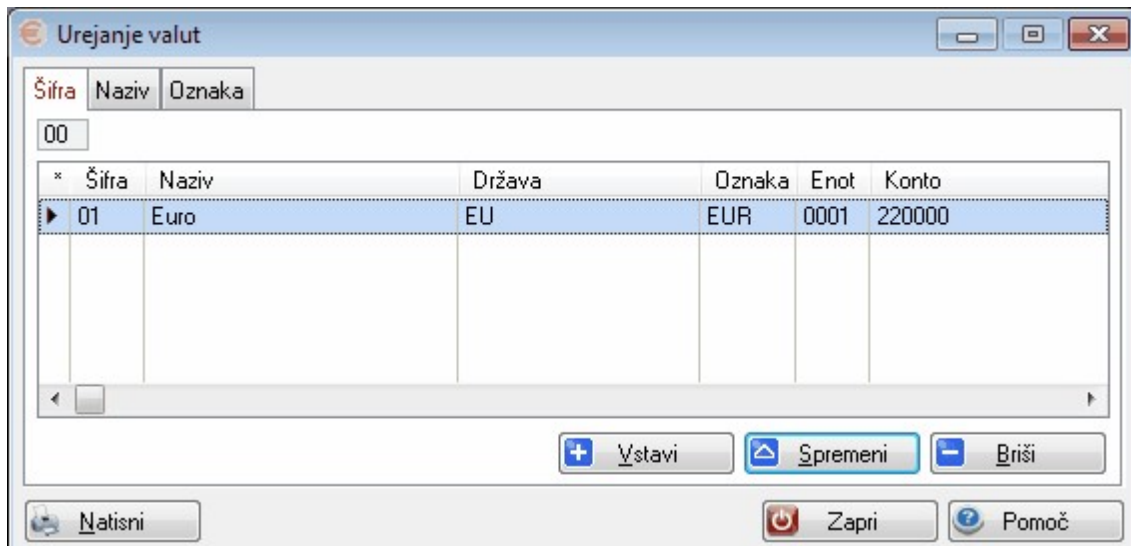 Urejanje valut
Šifra Naziv Oznaka
00
* Šifra Naziv Država Oznaka Enot Konto
01 Euro EU EUR 0001 220000
Vstavi Spremeni Briši
Natisni Zapri Pomoč